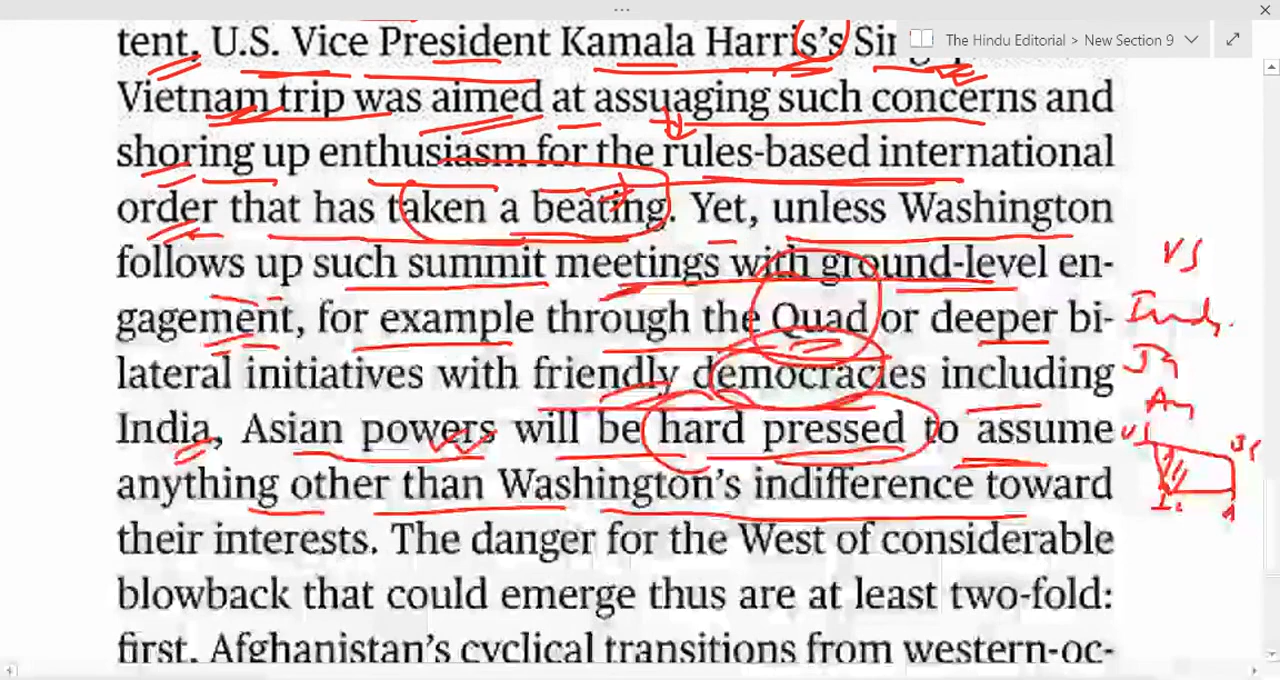 The Hindu Editorial > New Section 9
tent, U.S. Vice President Kamala Harris's
Vietnam trip was aimed at assuaging such concerns and
shoring up enthusiasm for the rules-based international
order that has taken a beating. Yet, unless Washington
follows up such summit meetings with ground-level en-
gagement, for example through the Quad or deeper bi-
lateral initiatives with friendly democracies including
India, Asian powers will be hard pressed to assume
anything other than Washington's indifference toward
their interests. The danger for the West of considerable
blowback that could emerge thus are at least two-fold:
first, Afghanistan's cyclical transitions from western-oc-